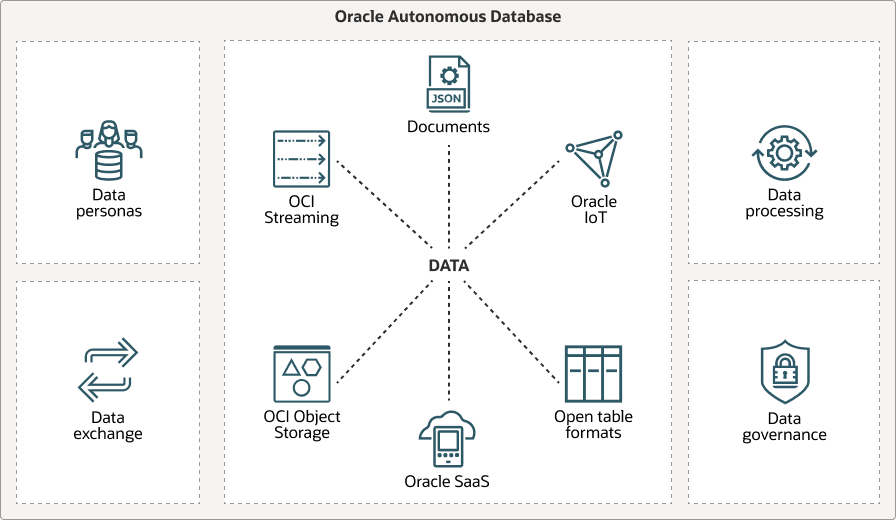 Oracle Autonomous Database
Data
personas
Data
exchange
JSON
Documents
OCI
Streaming
Oracle
IoT
DATA
OCI Object
Storage
Oracle SaaS
Open table
formats
Data
processing
Data
governance